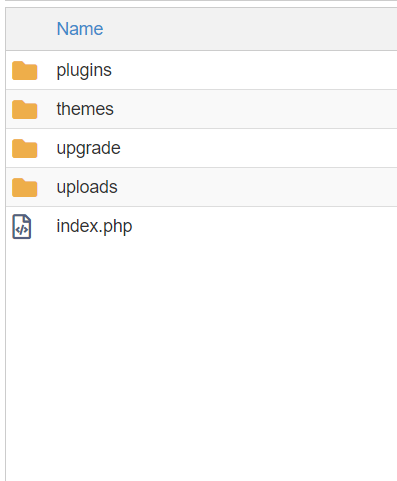 Name
plugins
themes
upgrade
uploads
index.php